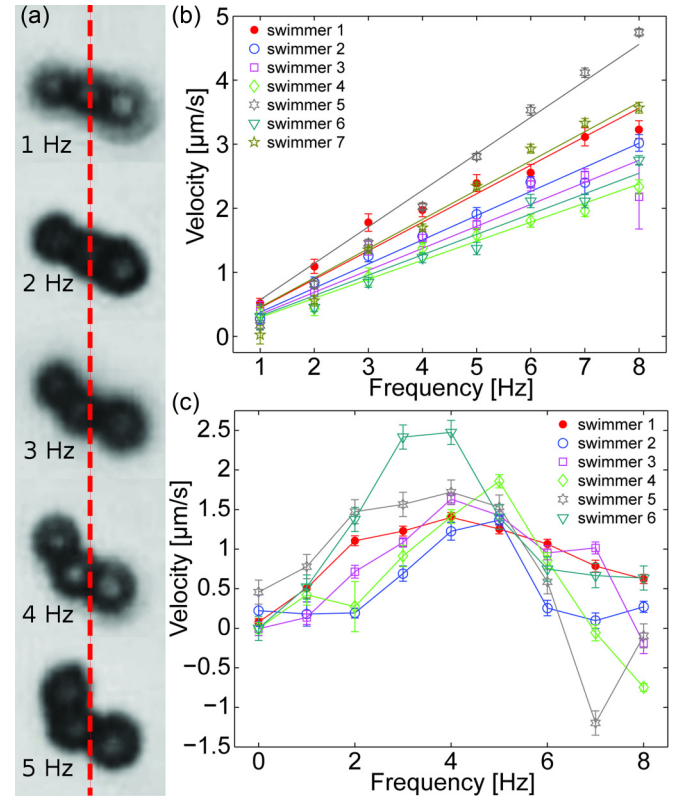 (a)
1 Hz
2 Hz
3 Hz
4 Hz
5 Hz
(b)
swimmer 1
swimmer 2
swimmer 3
swimmer 4
swimmer 5
swimmer 6
swimmer 7
Velocity [µm/s]
5
4
3
2
1
0
1 2 3 4 5 6 7 8
Frequency [Hz]
(c)
swimmer 1
swimmer 2
swimmer 3
swimmer 4
swimmer 5
swimmer 6
Velocity [µm/s]
2.5
2
1.5
1
0.5
0
−0.5
−1
−1.5
0 2 4 6 8
Frequency [Hz]